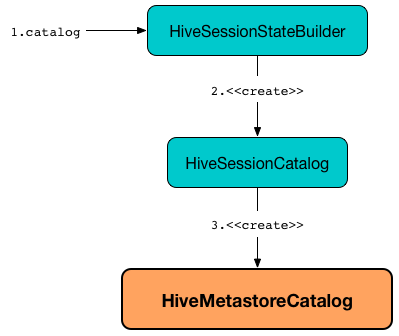 1.catalog
HiveSessionStateBuilder
2.<<create>>
HiveSessionCatalog
3.<<create>>
HiveMetastoreCatalog